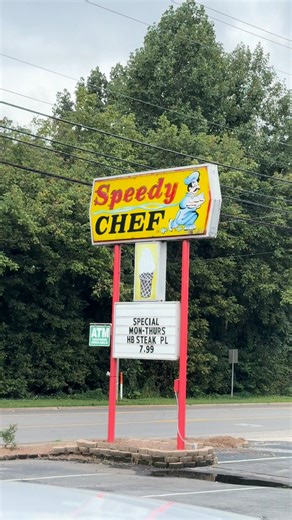 Speedy
CHEF
SPECIAL
MON-THURS
HB STEAK PL
7.99
ATM